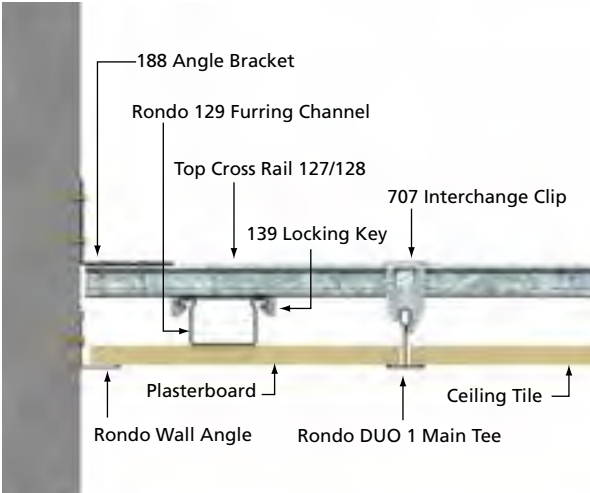 188 Angle Bracket
Rondo 129 Furring Channel
Top Cross Rail 127/128
707 Interchange Clip
139 Locking Key
Plasterboard
Ceiling Tile
Rondo Wall Angle
Rondo DUO 1 Main Tee